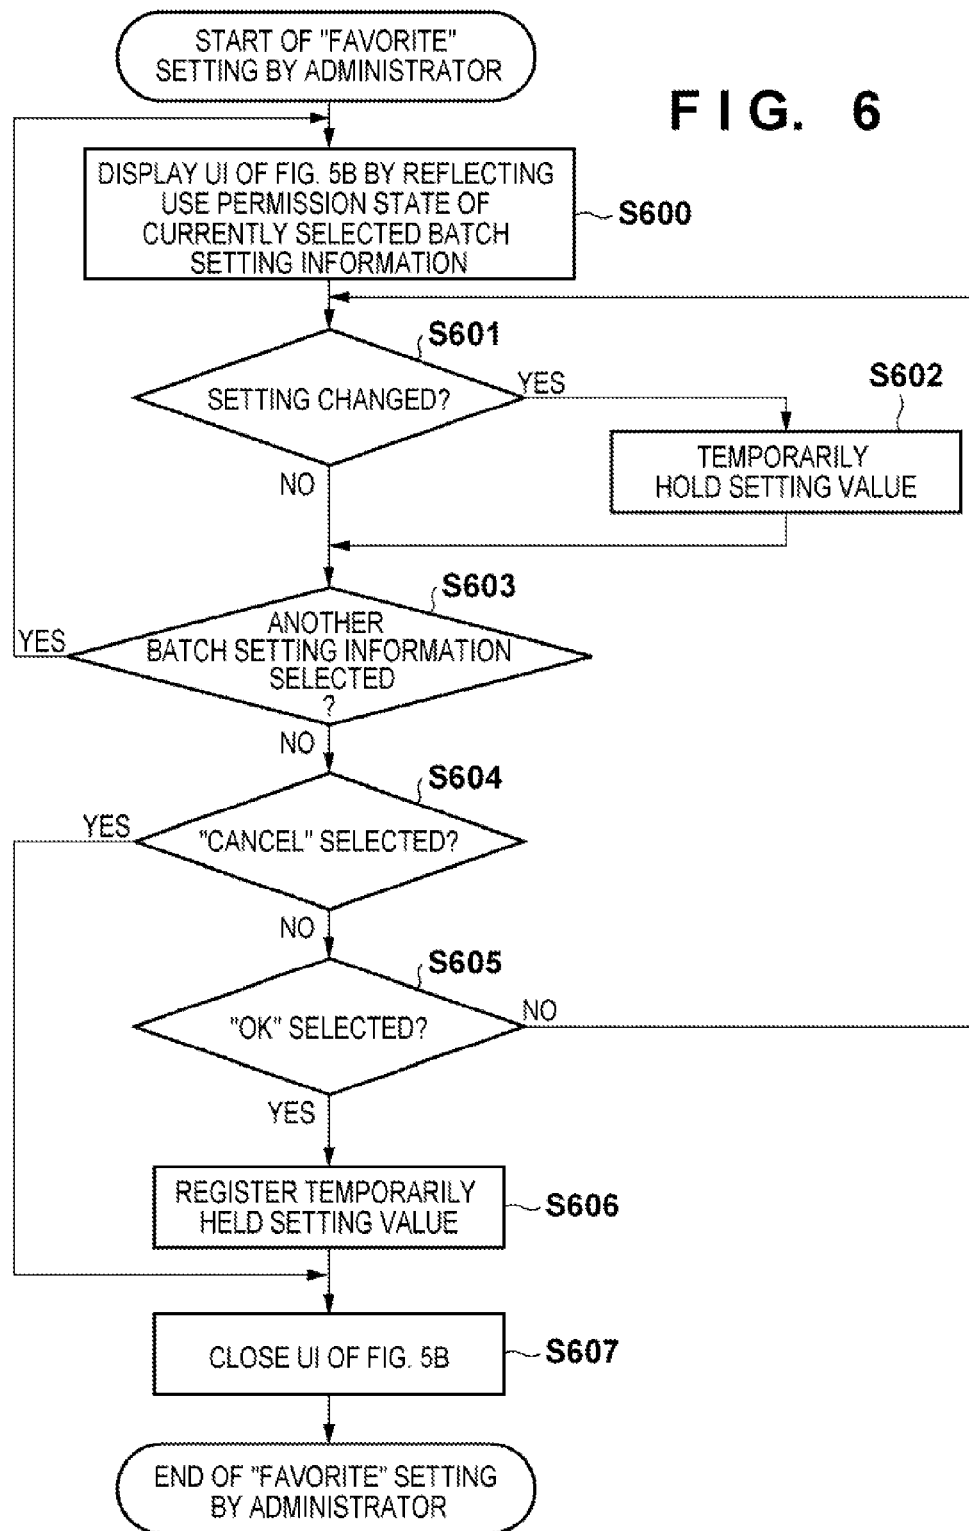 START OF "FAVORITE"
SETTING BY ADMINISTRATOR
F I G. 6
DISPLAY UI OF FIG. 5B BY REFLECTING
USE PERMISSION STATE OF
CURRENTLY SELECTED BATCH
SETTING INFORMATION
S600
S601
SETTING CHANGED?
YES
S602
TEMPORARILY
HOLD SETTING VALUE
NO
S603
YES
ANOTHER
BATCH SETTING INFORMATION
SELECTED
?
NO
S604
YES
"CANCEL" SELECTED?
NO
S605
"OK" SELECTED?
NO
YES
REGISTER TEMPORARILY
HELD SETTING VALUE
S606
CLOSE UI OF FIG. 5B
S607
END OF "FAVORITE" SETTING
BY ADMINISTRATOR